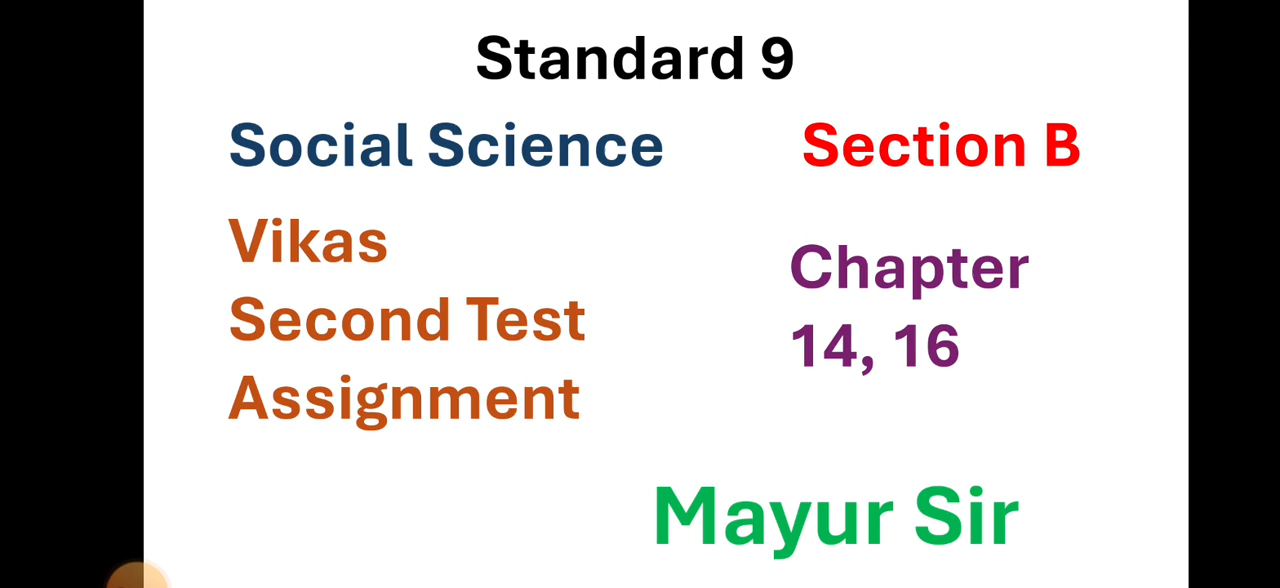 Standard 9
Social Science
Section B
Vikas
Second Test
Assignment
Chapter
14, 16
Mayur Sir